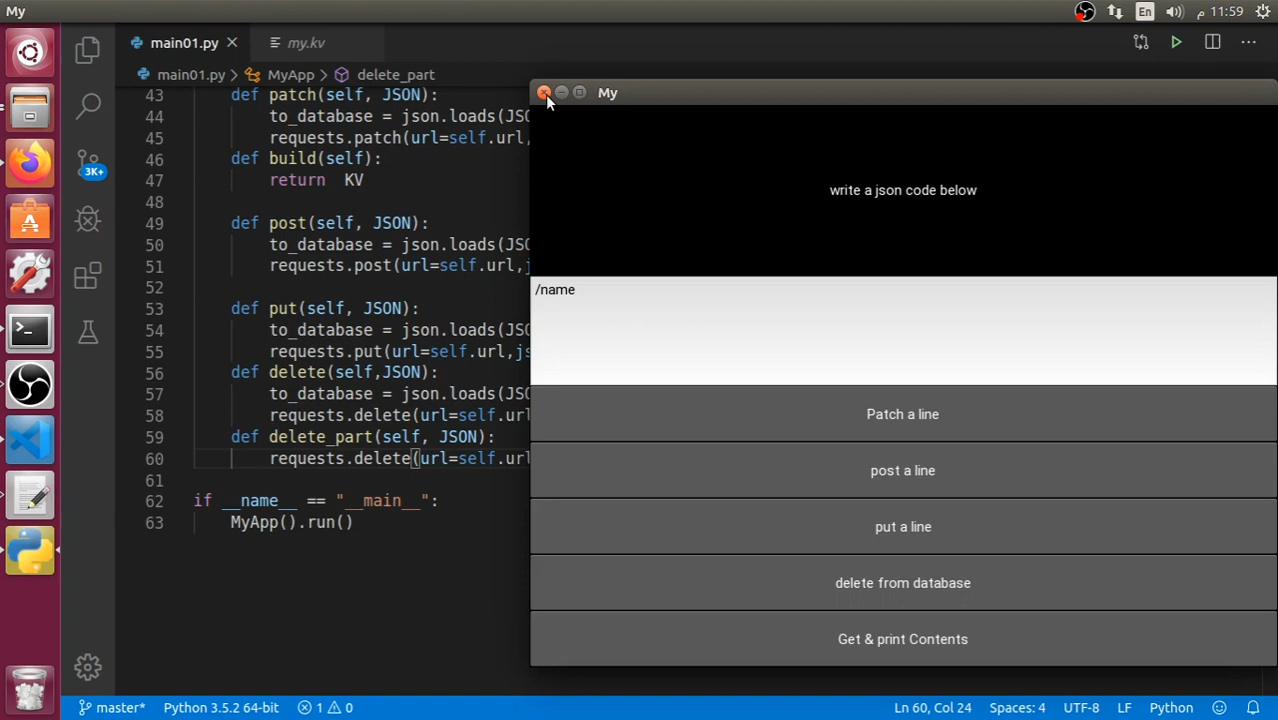 My
En
11:59 م
main01.py
my.kv
main01.py > MyApp > delete_part
3K+
43 def patch(self, JSON):
44 to_database = json.loads(JSO
45 requests.patch(url=self.url,
46 def build(self):
47 return KV
48
49 def post(self, JSON):
50 to_database = json.loads(JSO
51 requests.post(url=self.url,j
52
53 def put(self, JSON):
54 to_database = json.loads(JSO
55 requests.put(url=self.url,js
56 def delete(self,JSON):
57 to_database = json.loads(JSO
58 requests.delete(url=self.url
59 def delete_part(self, JSON):
60 requests.delete(url=self.url
61
62 if __name__ == "__main__":
63 MyApp().run()
My
write a json code below
/name
Patch a line
post a line
put a line
delete from database
Get & print Contents
master*
Python 3.5.2 64-bit
1
0
Ln 60, Col 24
Spaces: 4
UTF-8
LF
Python